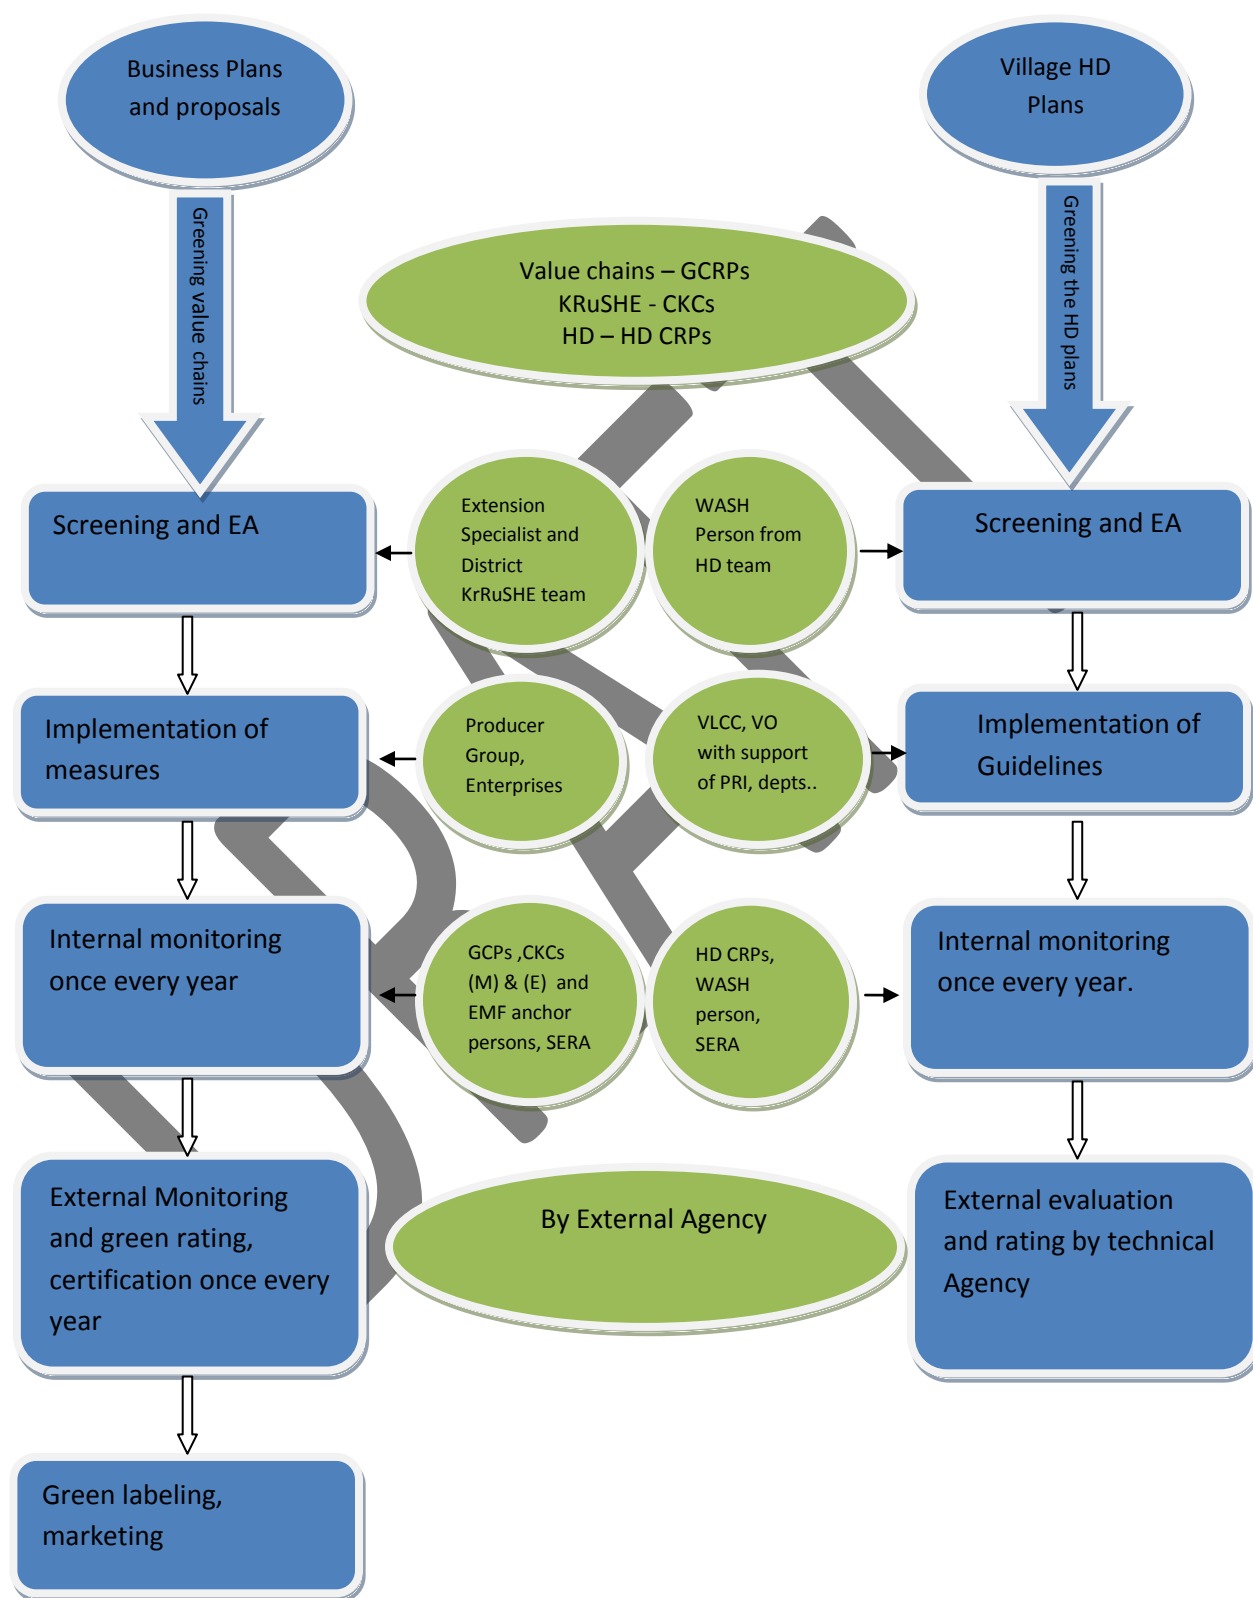 Business Plans
and proposals
Village HD
Plans
Greening value chains
Greening the HD plans
Value chains – GCRPs
KRuSHE - CKCs
HD – HD CRPs
Screening and EA
Extension
Specialist and
District
KrRuSHE team
WASH
Person from
HD team
Screening and EA
Implementation of
measures
Producer
Group,
Enterprises
VLCC, VO
with support
of PRI, depts..
Implementation of
Guidelines
Internal monitoring
once every year
GCPs ,CKCs
(M) & (E) and
EMF anchor
persons, SERA
HD CRPs,
WASH
person,
SERA
Internal monitoring
once every year.
External Monitoring
and green rating,
certification once every
year
By External Agency
External evaluation
and rating by technical
Agency
Green labeling,
marketing